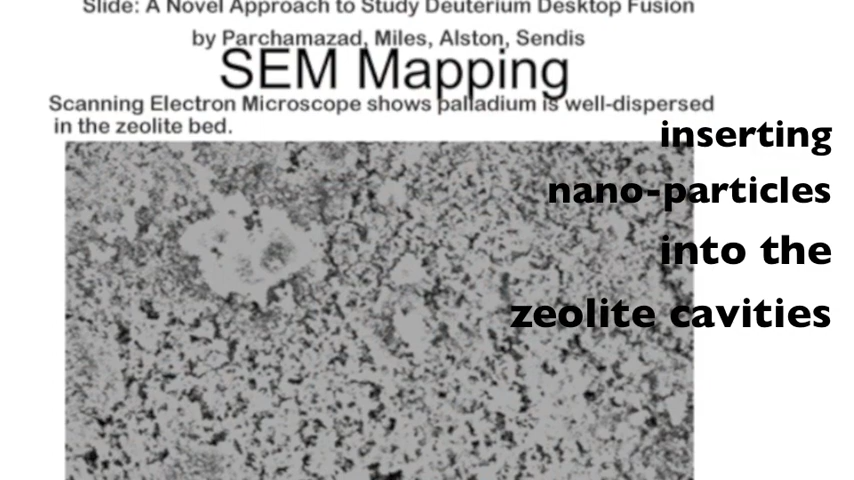 Slide: A Novel Approach to Study Deuterium Desktop Fusion
by Parchamazad, Miles, Alston, Sendis
SEM Mapping
Scanning Electron Microscope shows palladium is well-dispersed
in the zeolite bed.
inserting
nano-particles
into the
zeolite cavities